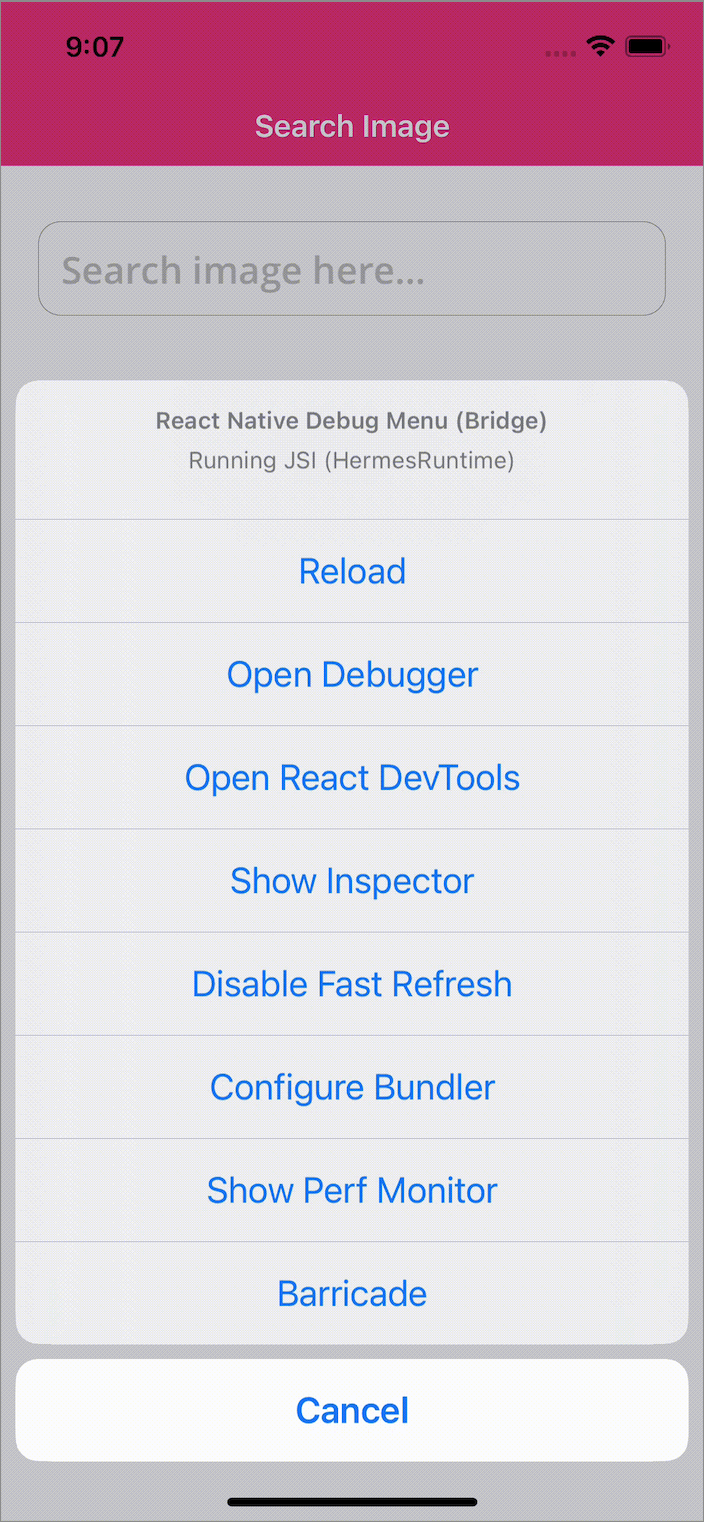 9:07
Search Image
Search image here...
React Native Debug Menu (Bridge)
Running JSI (HermesRuntime)
Reload
Open Debugger
Open React DevTools
Show Inspector
Disable Fast Refresh
Configure Bundler
Show Perf Monitor
Barricade
Cancel